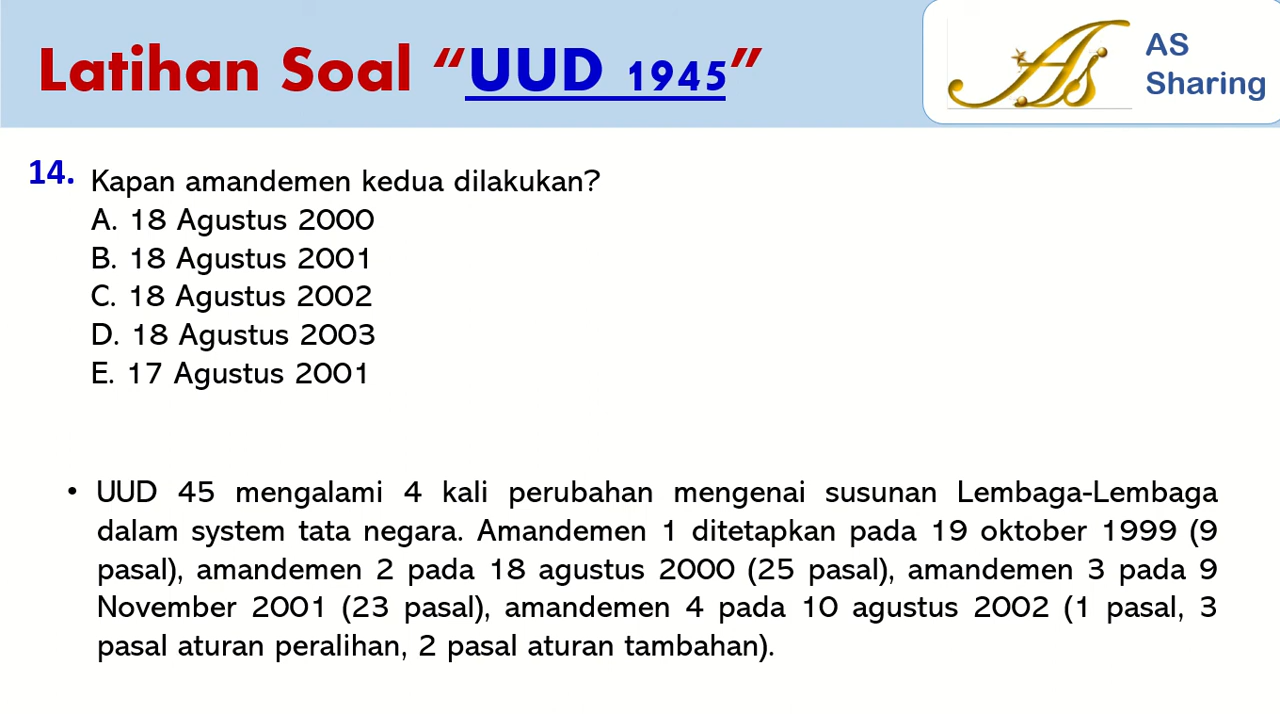 Latihan Soal “UUD 1945”
As
AS
Sharing
14. Kapan amandemen kedua dilakukan?
A. 18 Agustus 2000
B. 18 Agustus 2001
C. 18 Agustus 2002
D. 18 Agustus 2003
E. 17 Agustus 2001
• UUD 45 mengalami 4 kali perubahan mengenai susunan Lembaga-Lembaga
dalam system tata negara. Amandemen 1 ditetapkan pada 19 oktober 1999 (9
pasal), amandemen 2 pada 18 agustus 2000 (25 pasal), amandemen 3 pada 9
November 2001 (23 pasal), amandemen 4 pada 10 agustus 2002 (1 pasal, 3
pasal aturan peralihan, 2 pasal aturan tambahan).